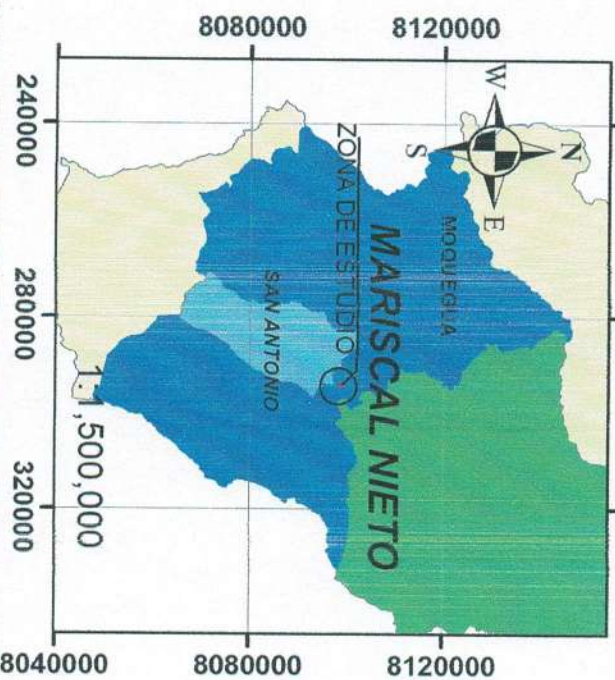 8080000
8120000
N
W
E
S
240000
280000
320000
MOQUEGUA
MARISCAL NIETO
ZONA DE ESTUDIO
SAN ANTONIO
1:1,500,000
8040000
8080000
8120000